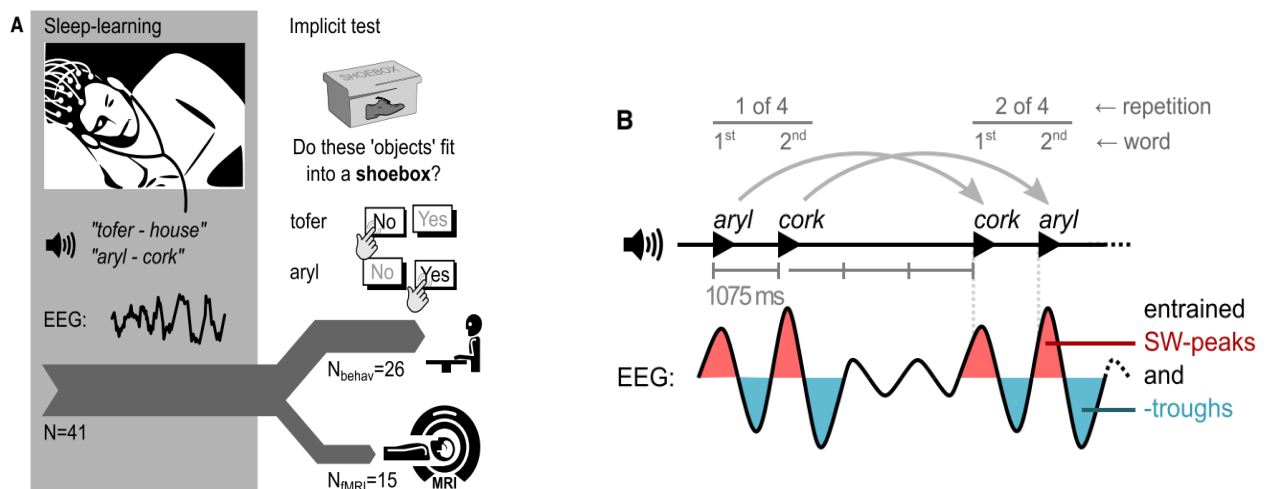 A
Sleep-learning
"tofer - house"
"aryl - cork"
EEG:
N=41
Implicit test
SHOEBOX
Do these 'objects' fit
into a shoebox?
tofer No Yes
aryl No Yes
N_behav=26
N_fMRI=15
MRI
B
1 of 4 2 of 4 ← repetition
1st 2nd 1st 2nd ← word
aryl cork cork aryl
1075 ms
EEG:
entrained
SW-peaks
and
-troughs